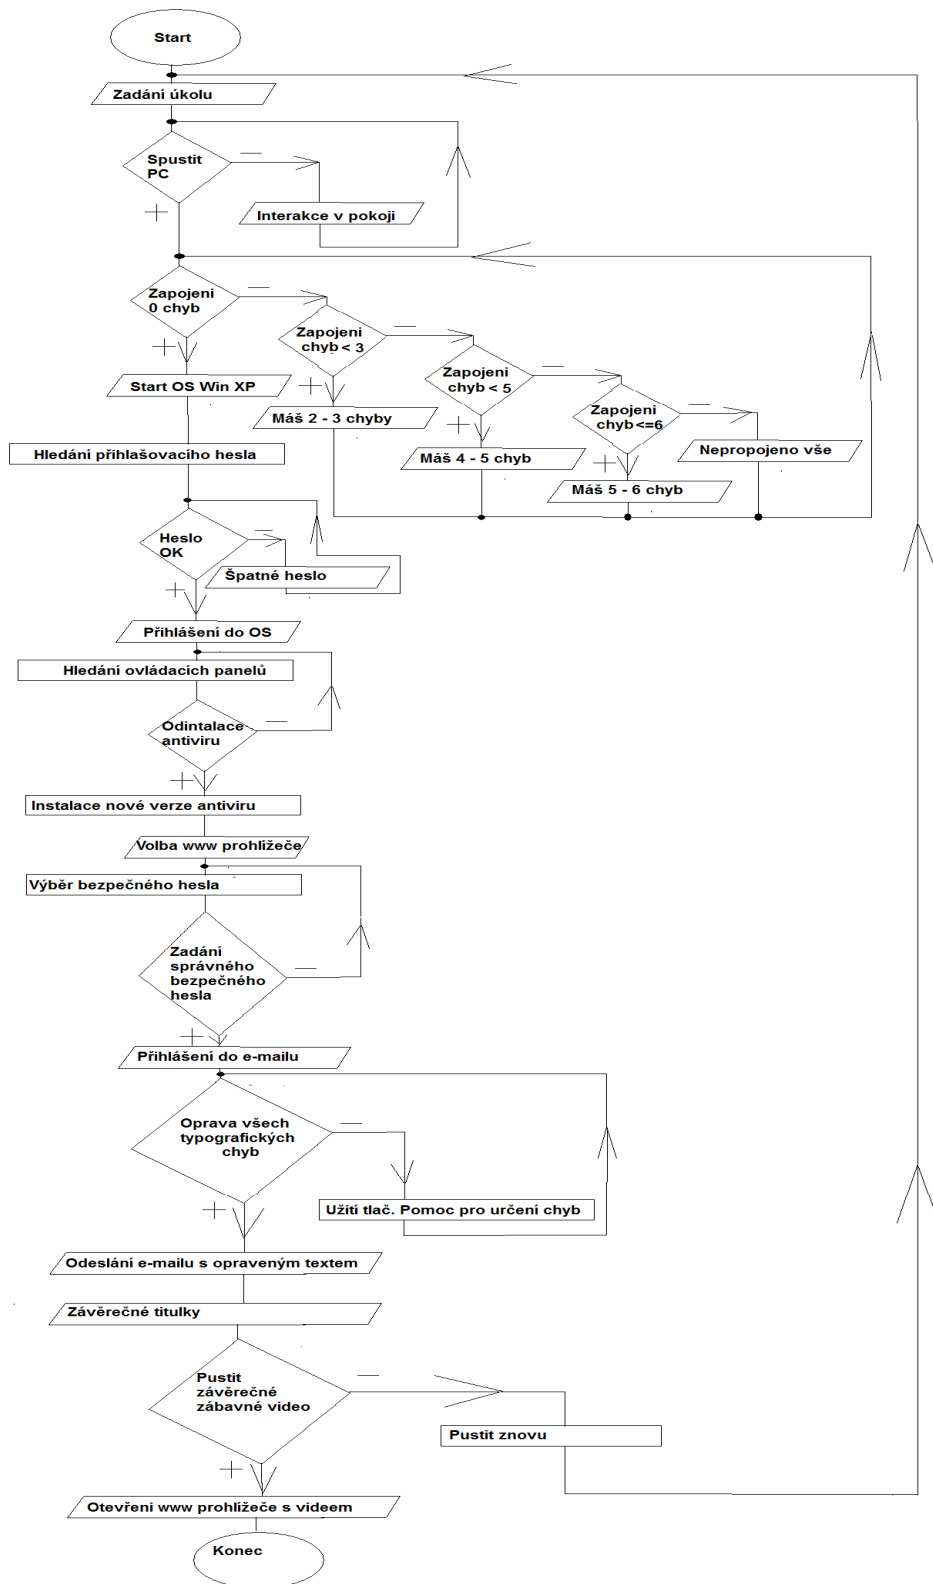 Start
Zadání úkolu
Spustit
PC
Interakce v pokoji
Zapojeni
0 chyb
Zapojeni
chyb < 3
Zapojeni
chyb < 5
Zapojeni
chyb <=6
Start OS Win XP
Máš 2 - 3 chyby
Máš 4 - 5 chyb
Máš 5 - 6 chyb
Nepropojeno vše
Hledání přihlašovacího hesla
Heslo
OK
Špatné heslo
Přihlášení do OS
Hledání ovládacích panelů
Odintalace
antiviru
Instalace nové verze antiviru
Volba www prohlížeče
Výběr bezpečného hesla
Zadání
správného
bezpečného
hesla
Přihlášení do e-mailu
Oprava všech
typografických
chyb
Užití tlač. Pomoc pro určení chyb
Odeslání e-mailu s opraveným textem
Závěrečné titulky
Pustit
závěrečné
zábavné video
Pustit znovu
Otevřeni www prohlížeče s videem
Konec